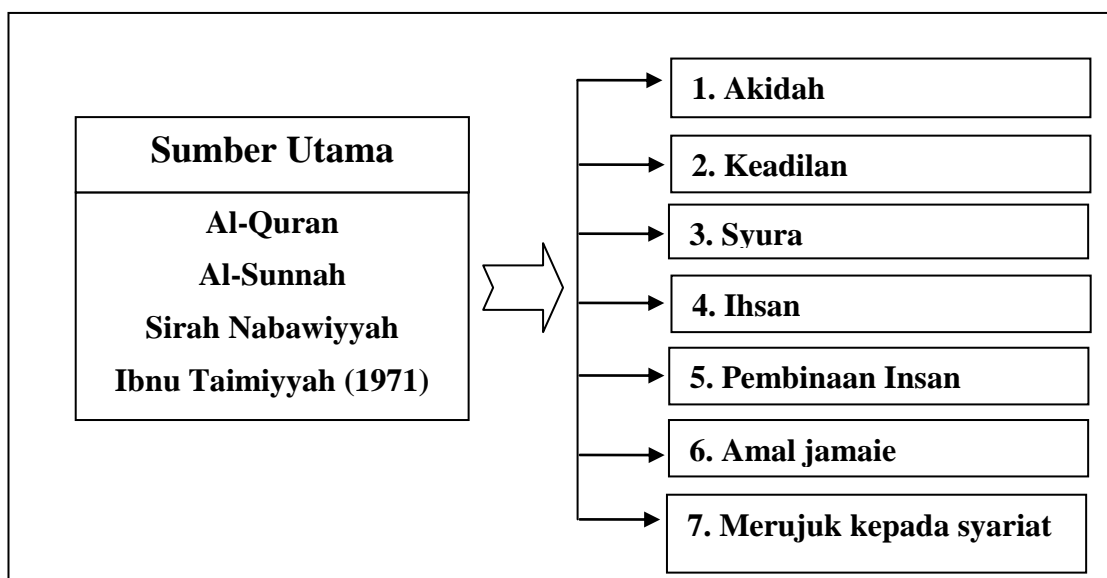 Sumber Utama
Al-Quran
Al-Sunnah
Sirah Nabawiyyah
Ibnu Taimiyyah (1971)
1. Akidah
2. Keadilan
3. Syura
4. Ihsan
5. Pembinaan Insan
6. Amal jamaie
7. Merujuk kepada syariat